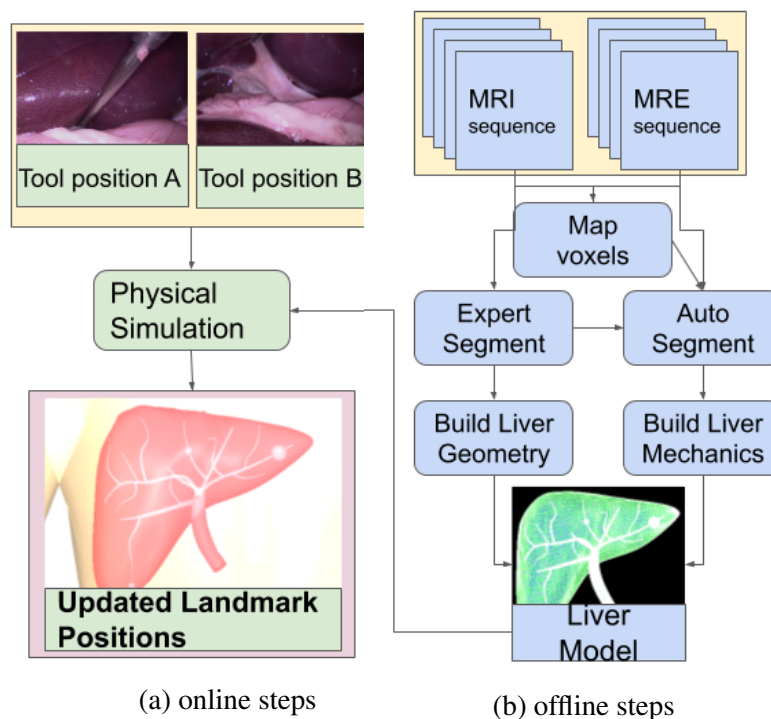 Tool position A
Tool position B
Physical
Simulation
Updated Landmark
Positions
(a) online steps
MRI
sequence
MRE
sequence
Map
voxels
Expert
Segment
Auto
Segment
Build Liver
Geometry
Build Liver
Mechanics
Liver
Model
(b) offline steps